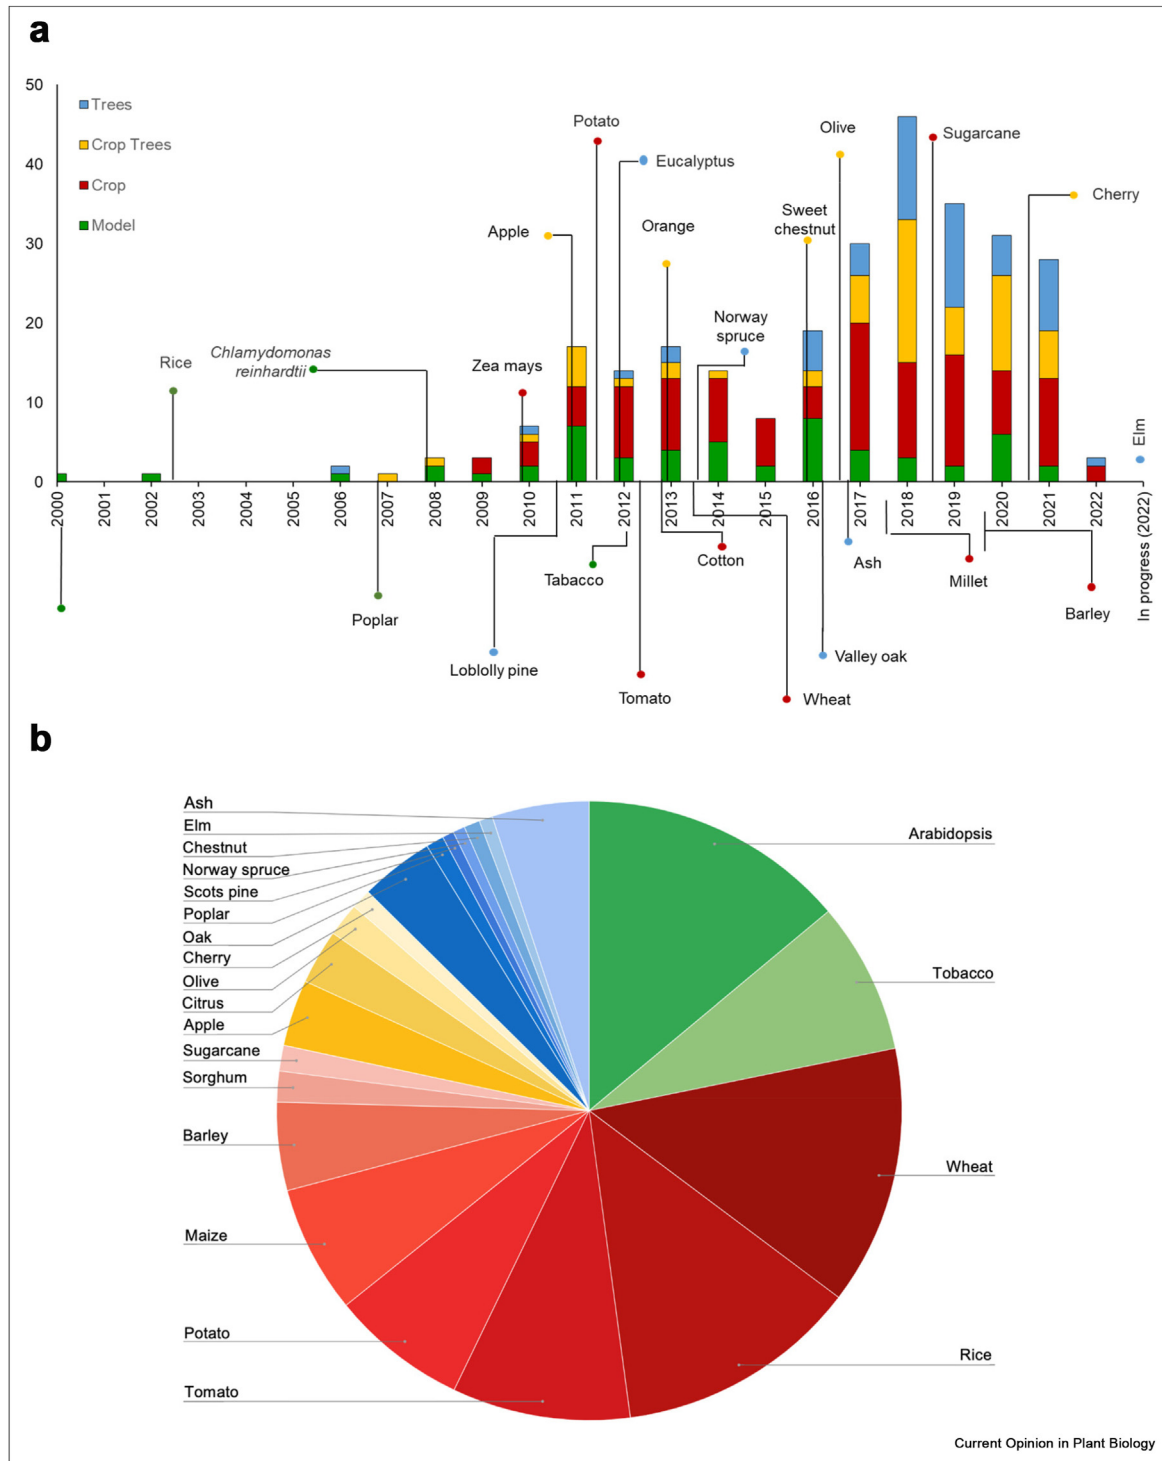 a
50
40
30
20
10
0
Trees
Crop Trees
Crop
Model
Rice
Chlamydomonas
reinhardtii
Zea mays
Apple
Potato
Eucalyptus
Orange
Norway
spruce
Sweet
chestnut
Olive
Sugarcane
Cherry
Elm
2000
2001
2002
2003
2004
2005
2006
2007
2008
2009
2010
2011
2012
2013
2014
2015
2016
2017
2018
2019
2020
2021
2022
In progress (2022)
Poplar
Loblolly pine
Tabacco
Tomato
Cotton
Wheat
Valley oak
Ash
Millet
Barley
b
Ash
Elm
Chestnut
Norway spruce
Scots pine
Poplar
Oak
Cherry
Olive
Citrus
Apple
Sugarcane
Sorghum
Barley
Maize
Potato
Tomato
Arabidopsis
Tobacco
Wheat
Rice
Current Opinion in Plant Biology